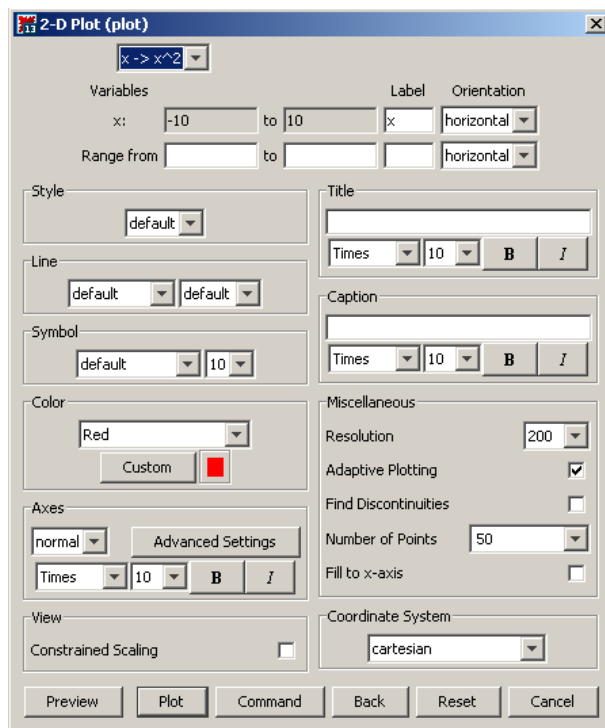 13 2-D Plot (plot)
x -> x^2
Variables Label Orientation
x: -10 to 10 x horizontal
Range from to horizontal
Style
default
Line
default default
Symbol
default 10
Color
Red
Custom
Axes
normal Advanced Settings
Times 10 B I
View
Constrained Scaling
Title
Times 10 B I
Caption
Times 10 B I
Miscellaneous
Resolution 200
Adaptive Plotting
Find Discontinuities
Number of Points 50
Fill to x-axis
Coordinate System
cartesian
Preview Plot Command Back Reset Cancel